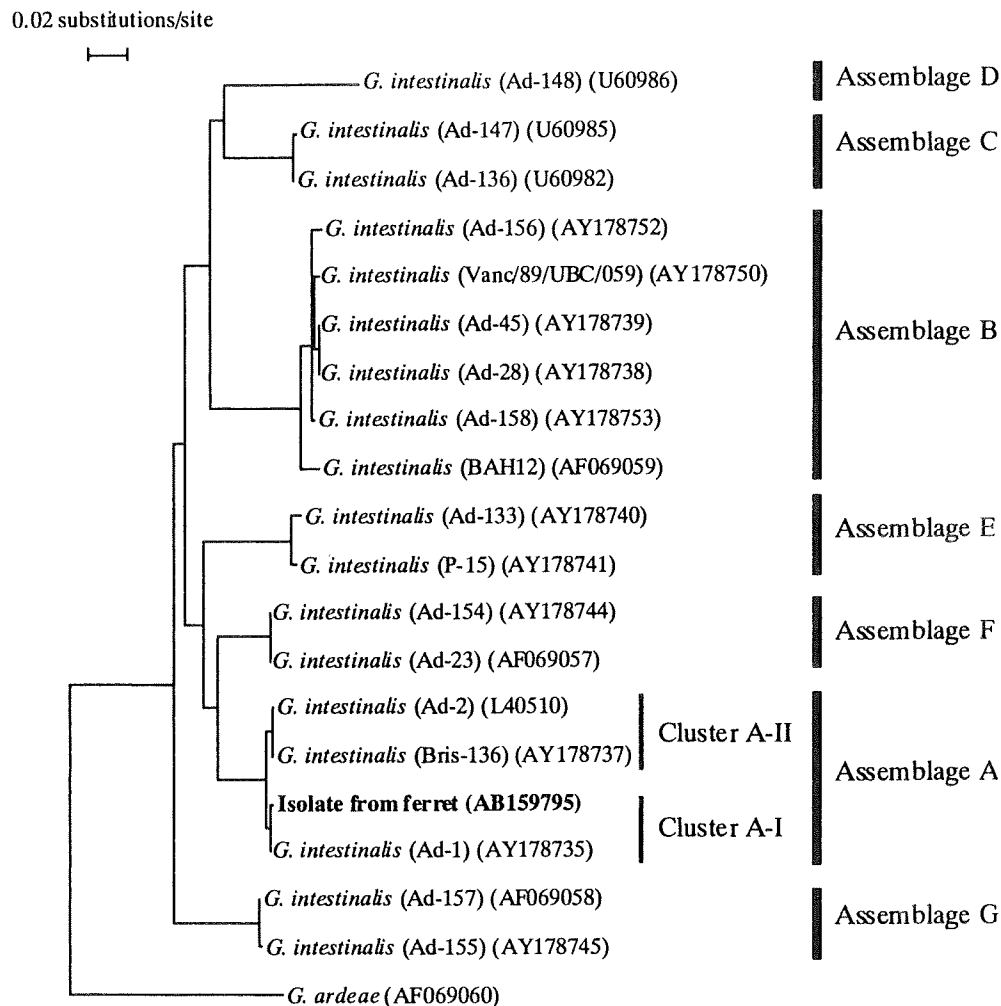 0.02 substitutions/site
G. intestinalis (Ad-148) (U60986)
Assemblage D
G. intestinalis (Ad-147) (U60985)
G. intestinalis (Ad-136) (U60982)
Assemblage C
G. intestinalis (Ad-156) (AY178752)
G. intestinalis (Vanc/89/UBC/059) (AY178750)
G. intestinalis (Ad-45) (AY178739)
G. intestinalis (Ad-28) (AY178738)
G. intestinalis (Ad-158) (AY178753)
G. intestinalis (BAH12) (AF069059)
Assemblage B
G. intestinalis (Ad-133) (AY178740)
G. intestinalis (P-15) (AY178741)
Assemblage E
G. intestinalis (Ad-154) (AY178744)
G. intestinalis (Ad-23) (AF069057)
Assemblage F
G. intestinalis (Ad-2) (L40510)
G. intestinalis (Bris-136) (AY178737)
Cluster A-II
Isolate from ferret (AB159795)
G. intestinalis (Ad-1) (AY178735)
Cluster A-I
Assemblage A
G. intestinalis (Ad-157) (AF069058)
G. intestinalis (Ad-155) (AY178745)
Assemblage G
G. ardeae (AF069060)